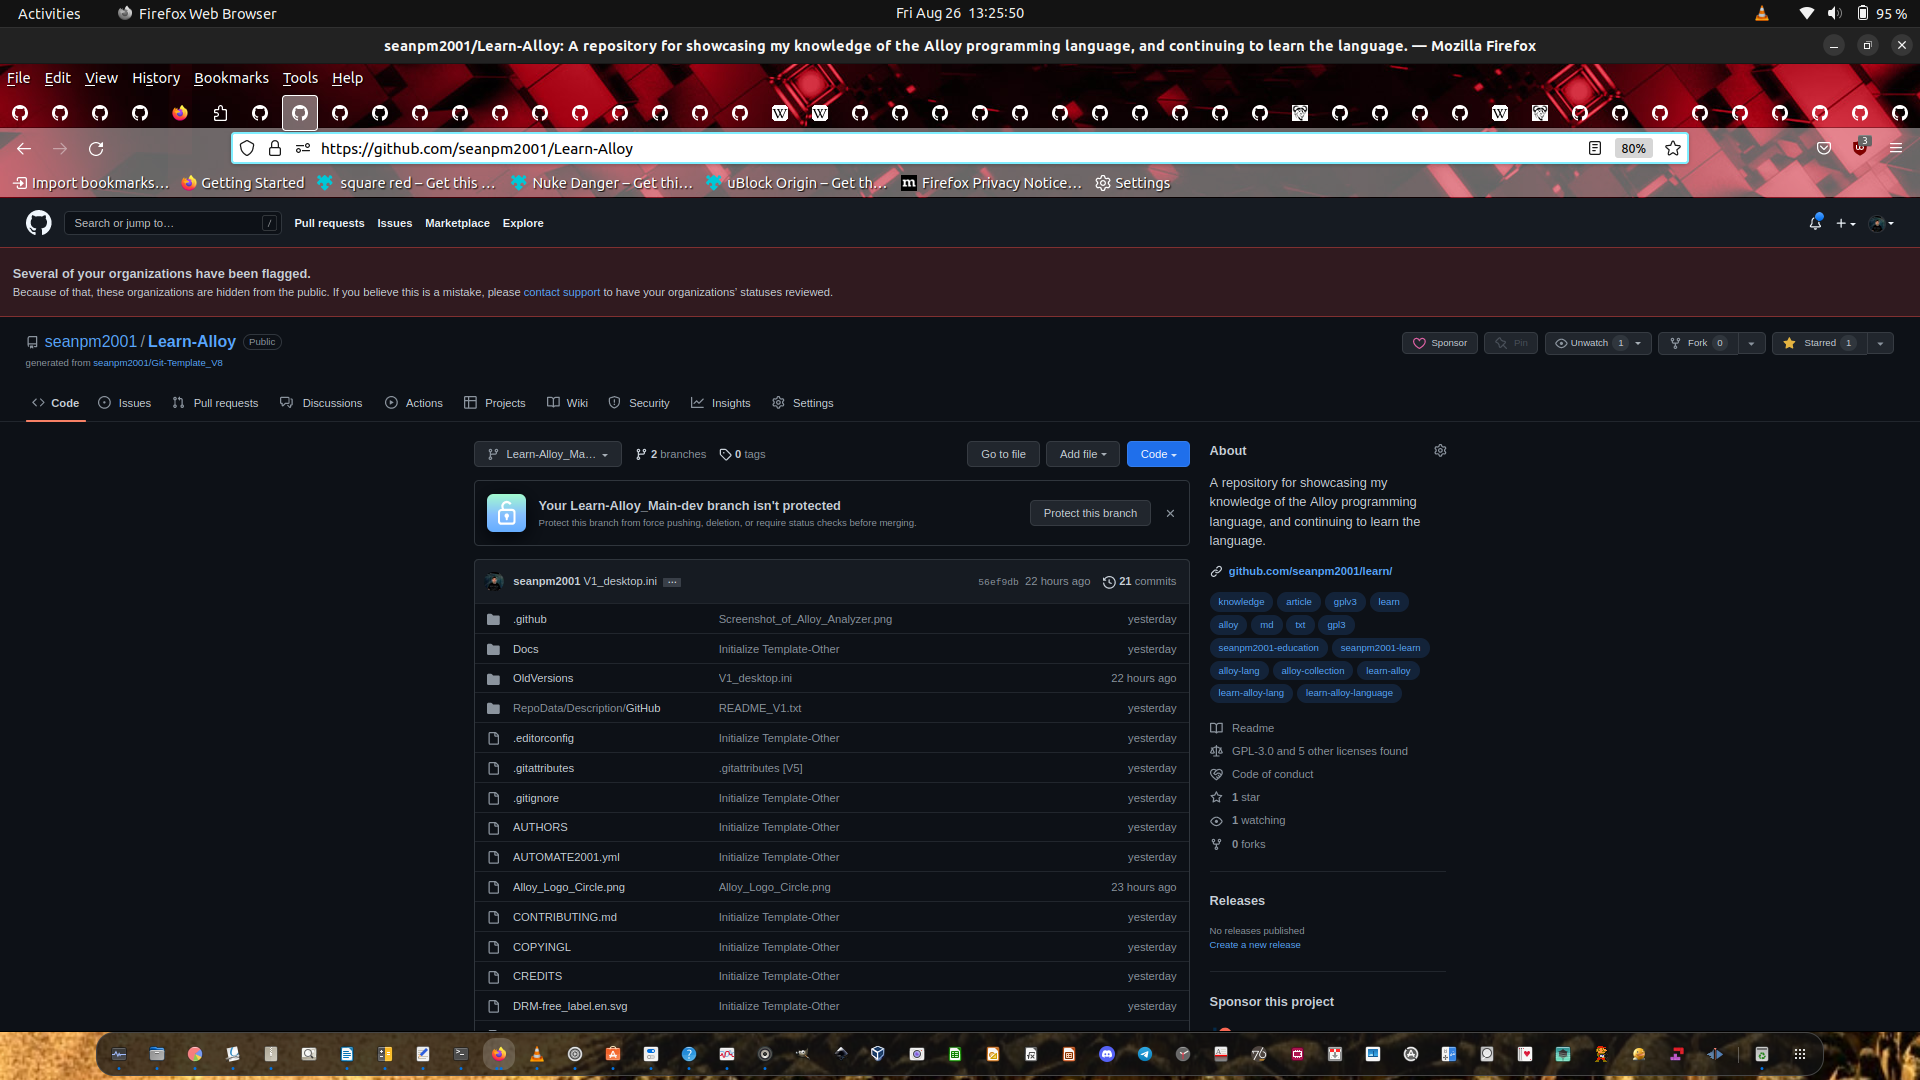 Activities Firefox Web Browser Fri Aug 26 13:25:50 95 %
seanpm2001/Learn-Alloy: A repository for showcasing my knowledge of the Alloy programming language, and continuing to learn the language. — Mozilla Firefox
File Edit View History Bookmarks Tools Help
https://github.com/seanpm2001/Learn-Alloy 80% 3
Import bookmarks… Getting Started square red – Get this … Nuke Danger – Get thi… uBlock Origin – Get th… Firefox Privacy Notice… Settings
Search or jump to… / Pull requests Issues Marketplace Explore
Several of your organizations have been flagged.
Because of that, these organizations are hidden from the public. If you believe this is a mistake, please contact support to have your organizations' statuses reviewed.
seanpm2001 / Learn-Alloy Public Sponsor Pin Unwatch 1 Fork 0 Starred 1
generated from seanpm2001/Git-Template_V8
Code Issues Pull requests Discussions Actions Projects Wiki Security Insights Settings
Learn-Alloy_Ma… 2 branches 0 tags Go to file Add file Code
Your Learn-Alloy_Main-dev branch isn't protected
Protect this branch from force pushing, deletion, or require status checks before merging.
Protect this branch
seanpm2001 V1_desktop.ini … 56ef9db 22 hours ago 21 commits
.github Screenshot_of_Alloy_Analyzer.png yesterday
Docs Initialize Template-Other yesterday
OldVersions V1_desktop.ini 22 hours ago
RepoData/Description/GitHub README_V1.txt yesterday
.editorconfig Initialize Template-Other yesterday
.gitattributes .gitattributes [V5] yesterday
.gitignore Initialize Template-Other yesterday
AUTHORS Initialize Template-Other yesterday
AUTOMATE2001.yml Initialize Template-Other yesterday
Alloy_Logo_Circle.png Alloy_Logo_Circle.png 23 hours ago
CONTRIBUTING.md Initialize Template-Other yesterday
COPYINGL Initialize Template-Other yesterday
CREDITS Initialize Template-Other yesterday
DRM-free_label.en.svg Initialize Template-Other yesterday
About
A repository for showcasing my
knowledge of the Alloy programming
language, and continuing to learn the
language.
github.com/seanpm2001/learn/
knowledge article gplv3 learn
alloy md txt gpl3
seanpm2001-education seanpm2001-learn
alloy-lang alloy-collection learn-alloy
learn-alloy-lang learn-alloy-language
Readme
GPL-3.0 and 5 other licenses found
Code of conduct
1 star
1 watching
0 forks
Releases
No releases published
Create a new release
Sponsor this project